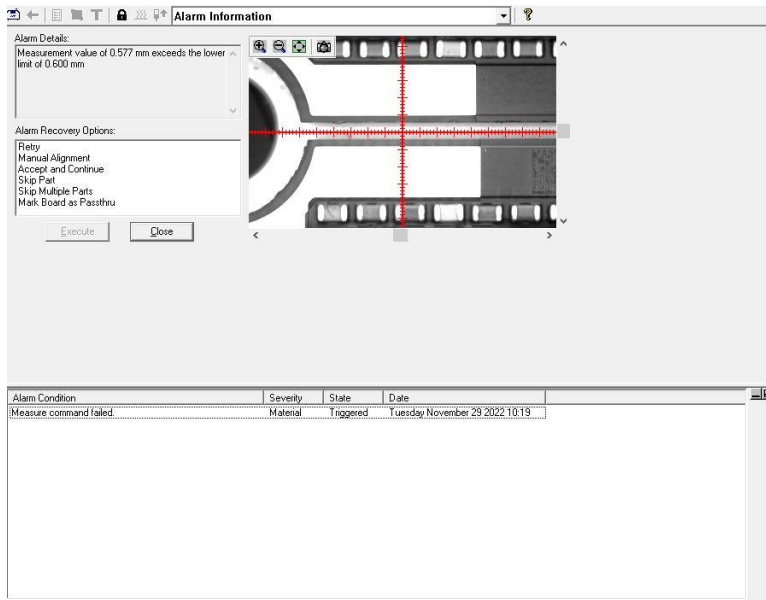 Alarm Information
Alarm Details:
Measurement value of 0.577 mm exceeds the lower
limit of 0.600 mm
Alarm Recovery Options:
Retry
Manual Alignment
Accept and Continue
Skip Part
Skip Multiple Parts
Mark Board as Passthru
Execute
Close
Alarm Condition Severity State Date
Measure command failed. Material Triggered Tuesday November 29 2022 10:19